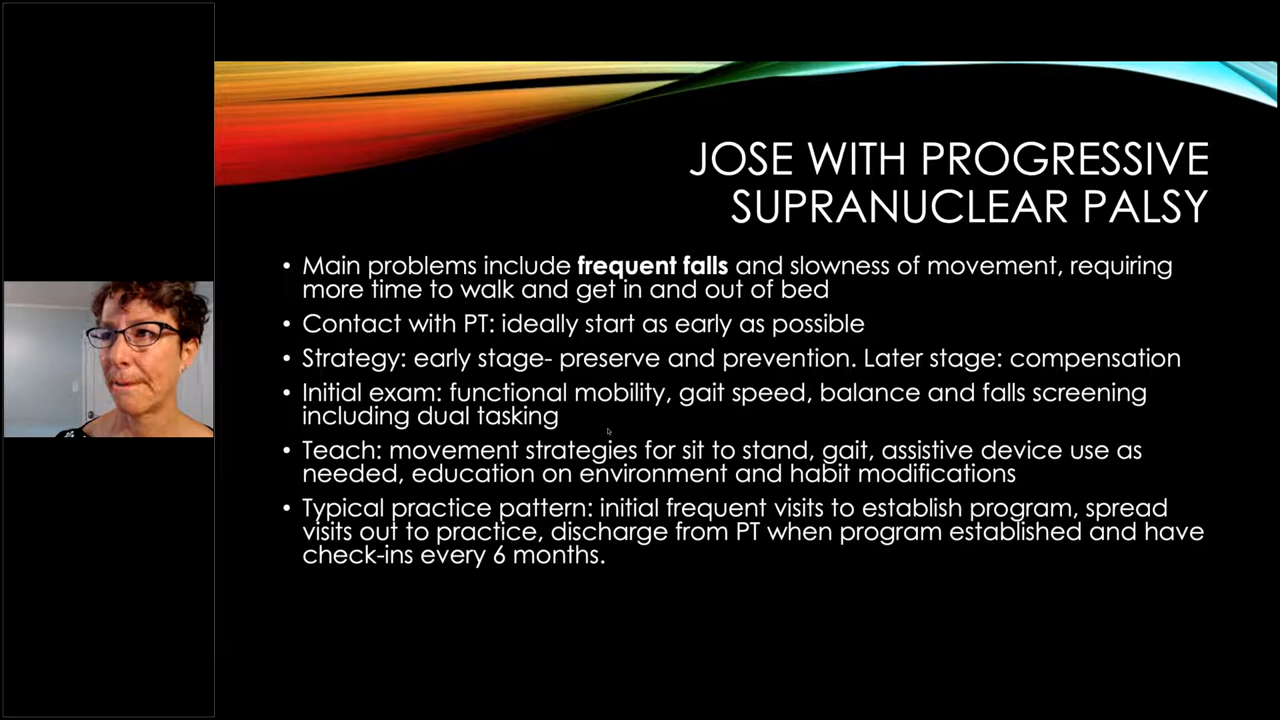 JOSE WITH PROGRESSIVE
SUPRANUCLEAR PALSY
• Main problems include frequent falls and slowness of movement, requiring
more time to walk and get in and out of bed
• Contact with PT: ideally start as early as possible
• Strategy: early stage- preserve and prevention. Later stage: compensation
• Initial exam: functional mobility, gait speed, balance and falls screening
including dual tasking
• Teach: movement strategies for sit to stand, gait, assistive device use as
needed, education on environment and habit modifications
• Typical practice pattern: initial frequent visits to establish program, spread
visits out to practice, discharge from PT when program established and have
check-ins every 6 months.